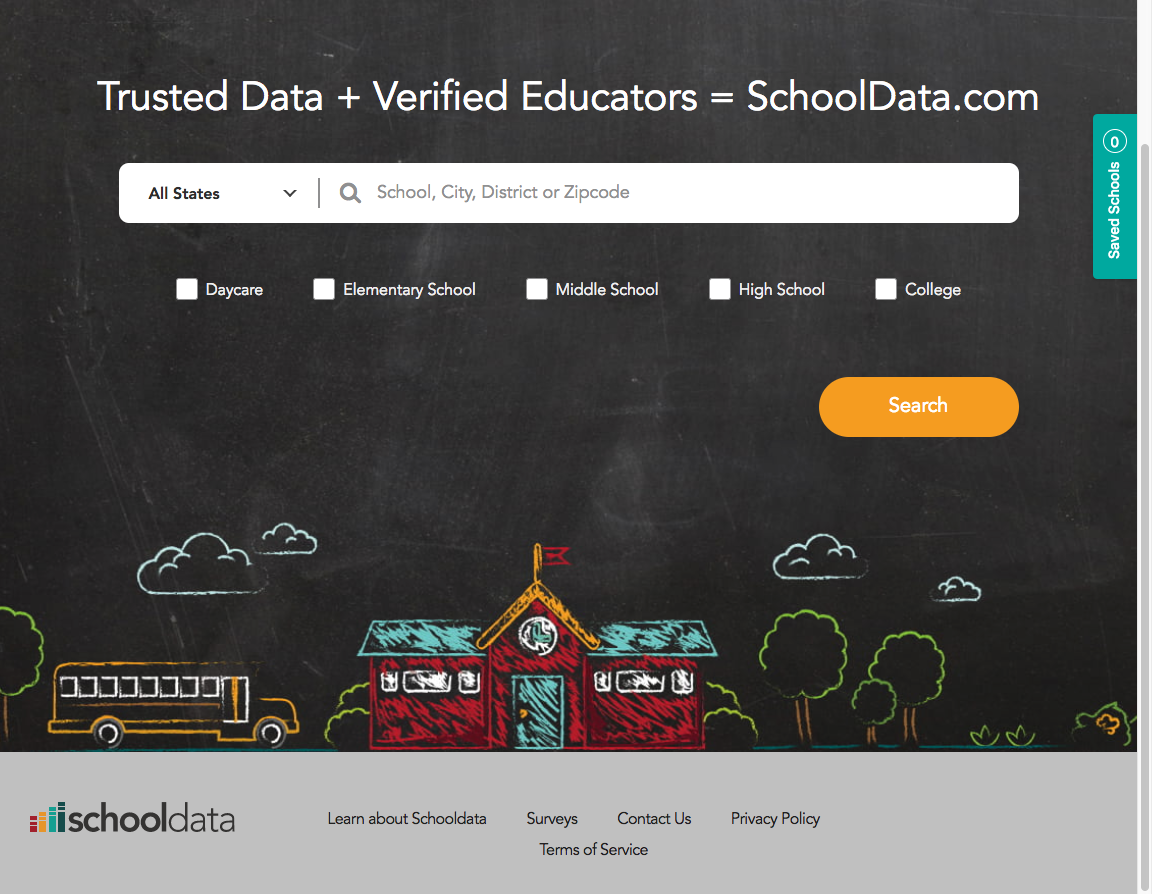 Trusted Data + Verified Educators = SchoolData.com
0
Saved Schools
All States
School, City, District or Zipcode
Daycare
Elementary School
Middle School
High School
College
Search
schooldata
Learn about Schooldata
Surveys
Contact Us
Privacy Policy
Terms of Service